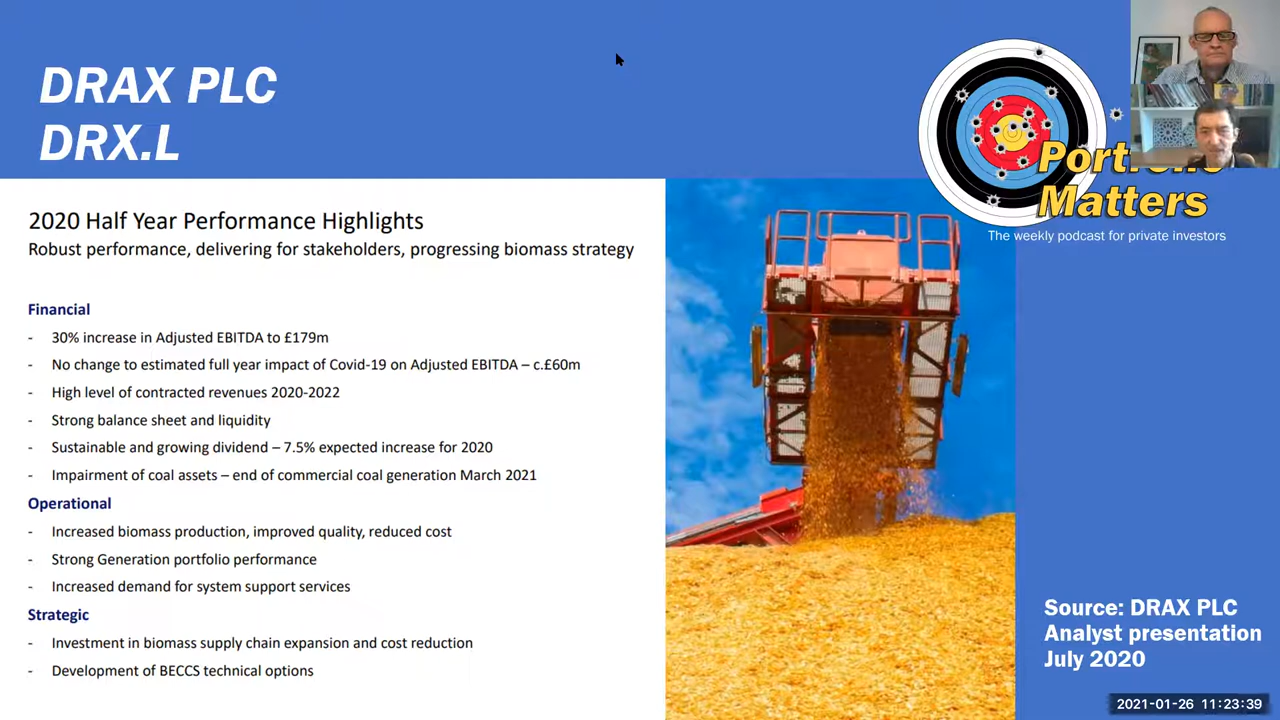 DRAX PLC
DRX.L
Matters
The weekly podcast for private investors
2020 Half Year Performance Highlights
Robust performance, delivering for stakeholders, progressing biomass strategy
Financial
- 30% increase in Adjusted EBITDA to £179m
- No change to estimated full year impact of Covid-19 on Adjusted EBITDA – c.£60m
- High level of contracted revenues 2020-2022
- Strong balance sheet and liquidity
- Sustainable and growing dividend – 7.5% expected increase for 2020
- Impairment of coal assets – end of commercial coal generation March 2021
Operational
- Increased biomass production, improved quality, reduced cost
- Strong Generation portfolio performance
- Increased demand for system support services
Strategic
- Investment in biomass supply chain expansion and cost reduction
- Development of BECCS technical options
Source: DRAX PLC
Analyst presentation
July 2020
2021-01-26 11:23:39